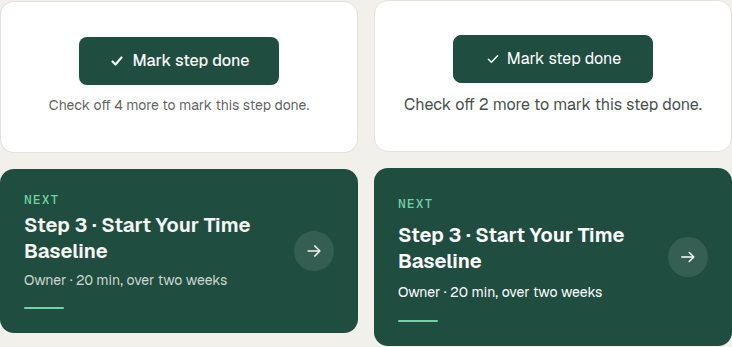 ✓ Mark step done
Check off 4 more to mark this step done.
NEXT
Step 3 · Start Your Time
Baseline
Owner · 20 min, over two weeks
✓ Mark step done
Check off 2 more to mark this step done.
NEXT
Step 3 · Start Your Time
Baseline
Owner · 20 min, over two weeks